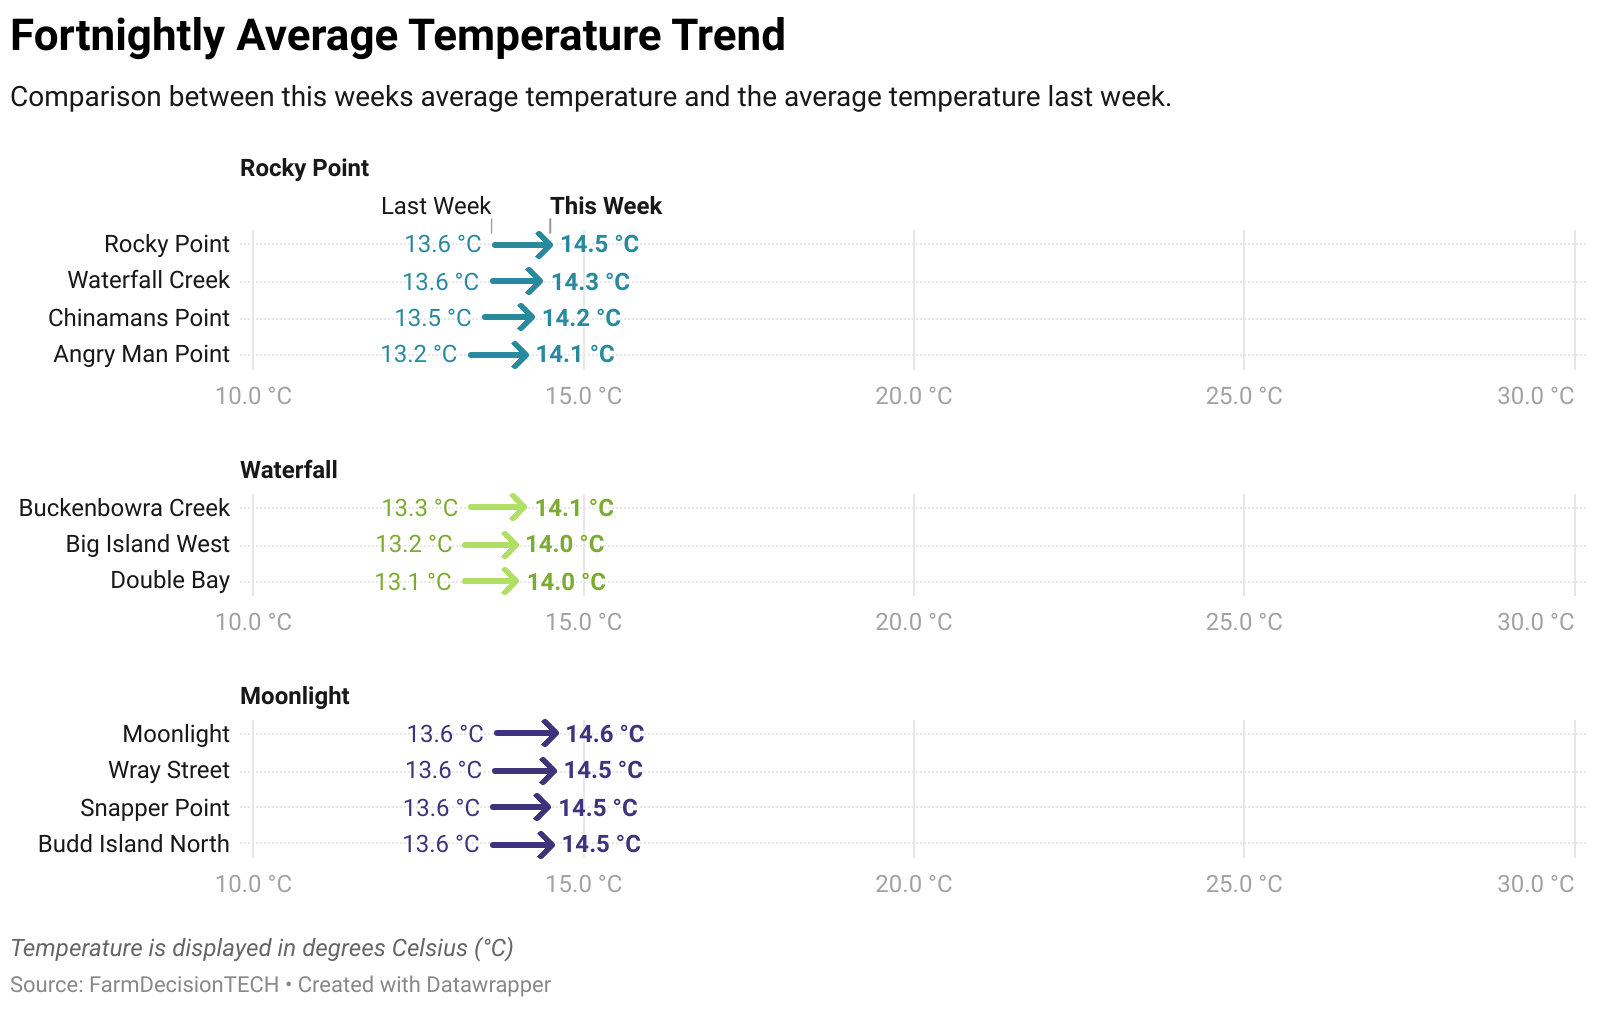 Fortnightly Average Temperature Trend
Comparison between this weeks average temperature and the average temperature last week.
Rocky Point
Last Week This Week
Rocky Point 13.6 °C 14.5 °C
Waterfall Creek 13.6 °C 14.3 °C
Chinamans Point 13.5 °C 14.2 °C
Angry Man Point 13.2 °C 14.1 °C
10.0 °C 15.0 °C 20.0 °C 25.0 °C 30.0 °C
Waterfall
Buckenbowra Creek 13.3 °C 14.1 °C
Big Island West 13.2 °C 14.0 °C
Double Bay 13.1 °C 14.0 °C
10.0 °C 15.0 °C 20.0 °C 25.0 °C 30.0 °C
Moonlight
Moonlight 13.6 °C 14.6 °C
Wray Street 13.6 °C 14.5 °C
Snapper Point 13.6 °C 14.5 °C
Budd Island North 13.6 °C 14.5 °C
10.0 °C 15.0 °C 20.0 °C 25.0 °C 30.0 °C
Temperature is displayed in degrees Celsius (°C)
Source: FarmDecisionTECH • Created with Datawrapper